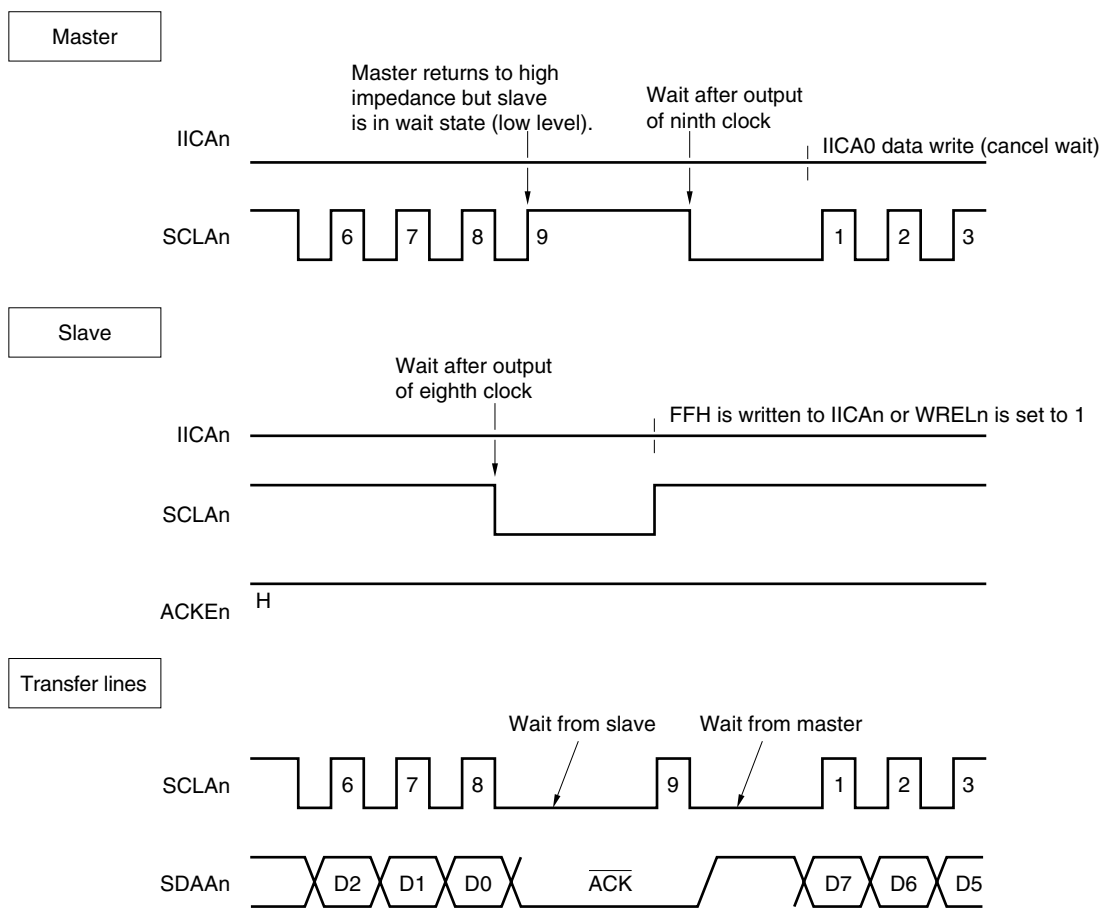 Master
Master returns to high
impedance but slave
is in wait state (low level).
Wait after output
of ninth clock
IICAn
IICA0 data write (cancel wait)
SCLAn
6 7 8 9 1 2 3
Slave
Wait after output
of eighth clock
IICAn
FFH is written to IICAn or WRELn is set to 1
SCLAn
ACKEn
H
Transfer lines
Wait from slave
Wait from master
SCLAn
6 7 8 9 1 2 3
SDAAn
D2 D1 D0 ACK D7 D6 D5